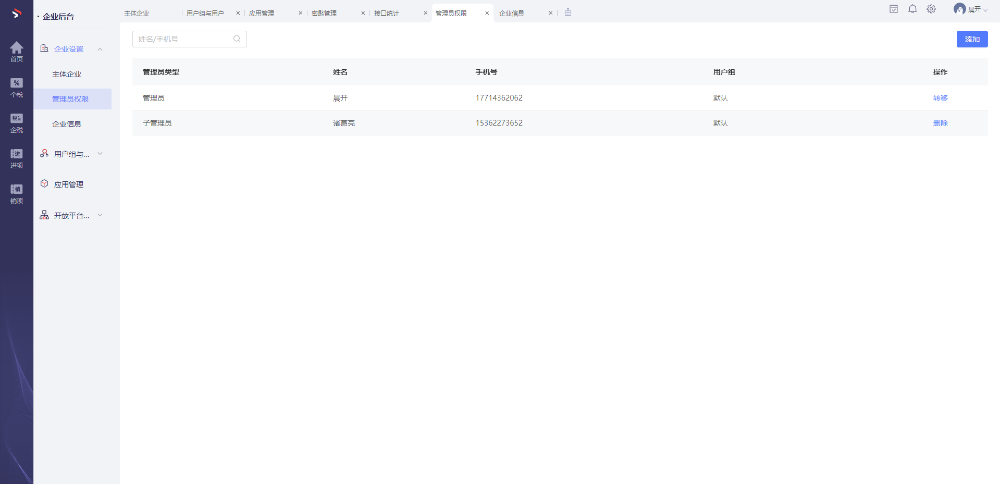 企业后台
首页
个税
企税
进项
销项
企业设置
主体企业
管理员权限
企业信息
用户组与...
应用管理
开放平台...
主体企业 用户组与用户 应用管理 密匙管理 接口统计 管理员权限 企业信息
晨开
姓名/手机号
添加
管理员类型 姓名 手机号 用户组 操作
管理员 晨开 17714362062 默认 转移
子管理员 诸葛亮 15362273652 默认 删除